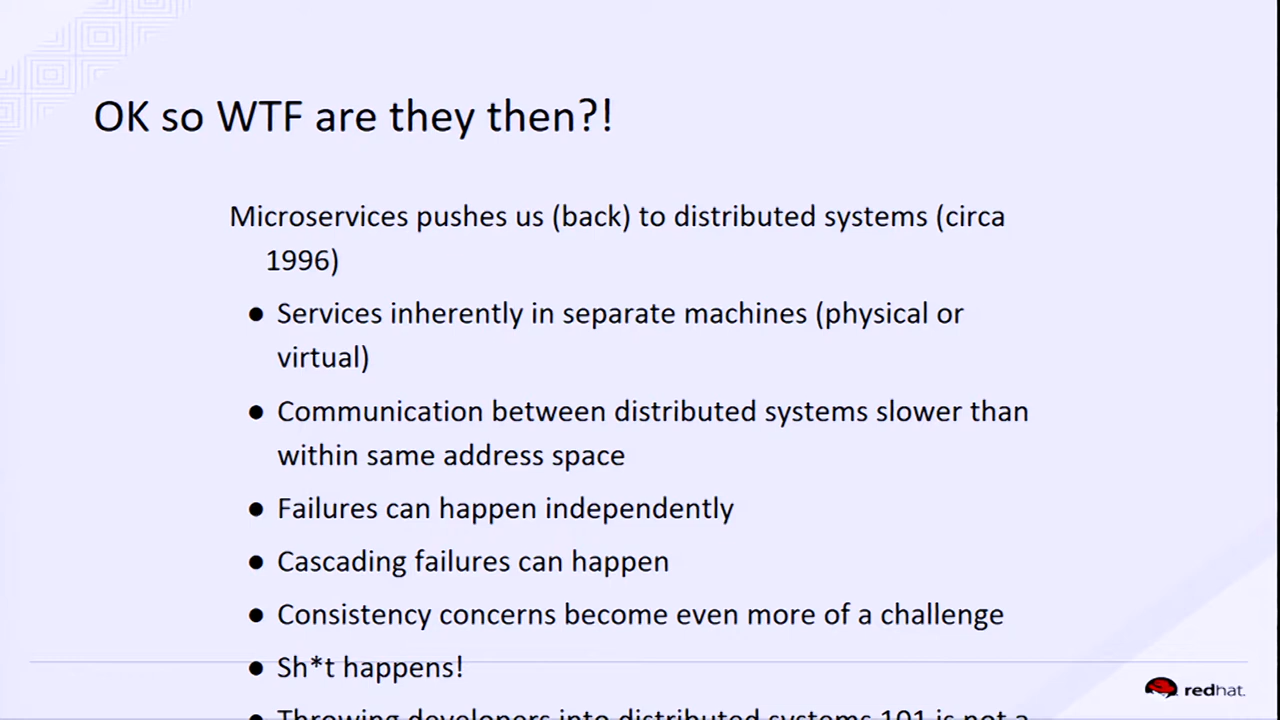 OK so WTF are they then?!
Microservices pushes us (back) to distributed systems (circa
1996)
● Services inherently in separate machines (physical or
virtual)
● Communication between distributed systems slower than
within same address space
● Failures can happen independently
● Cascading failures can happen
● Consistency concerns become even more of a challenge
● Sh*t happens!
● Throwing developers into distributed systems 101 is not a
redhat.